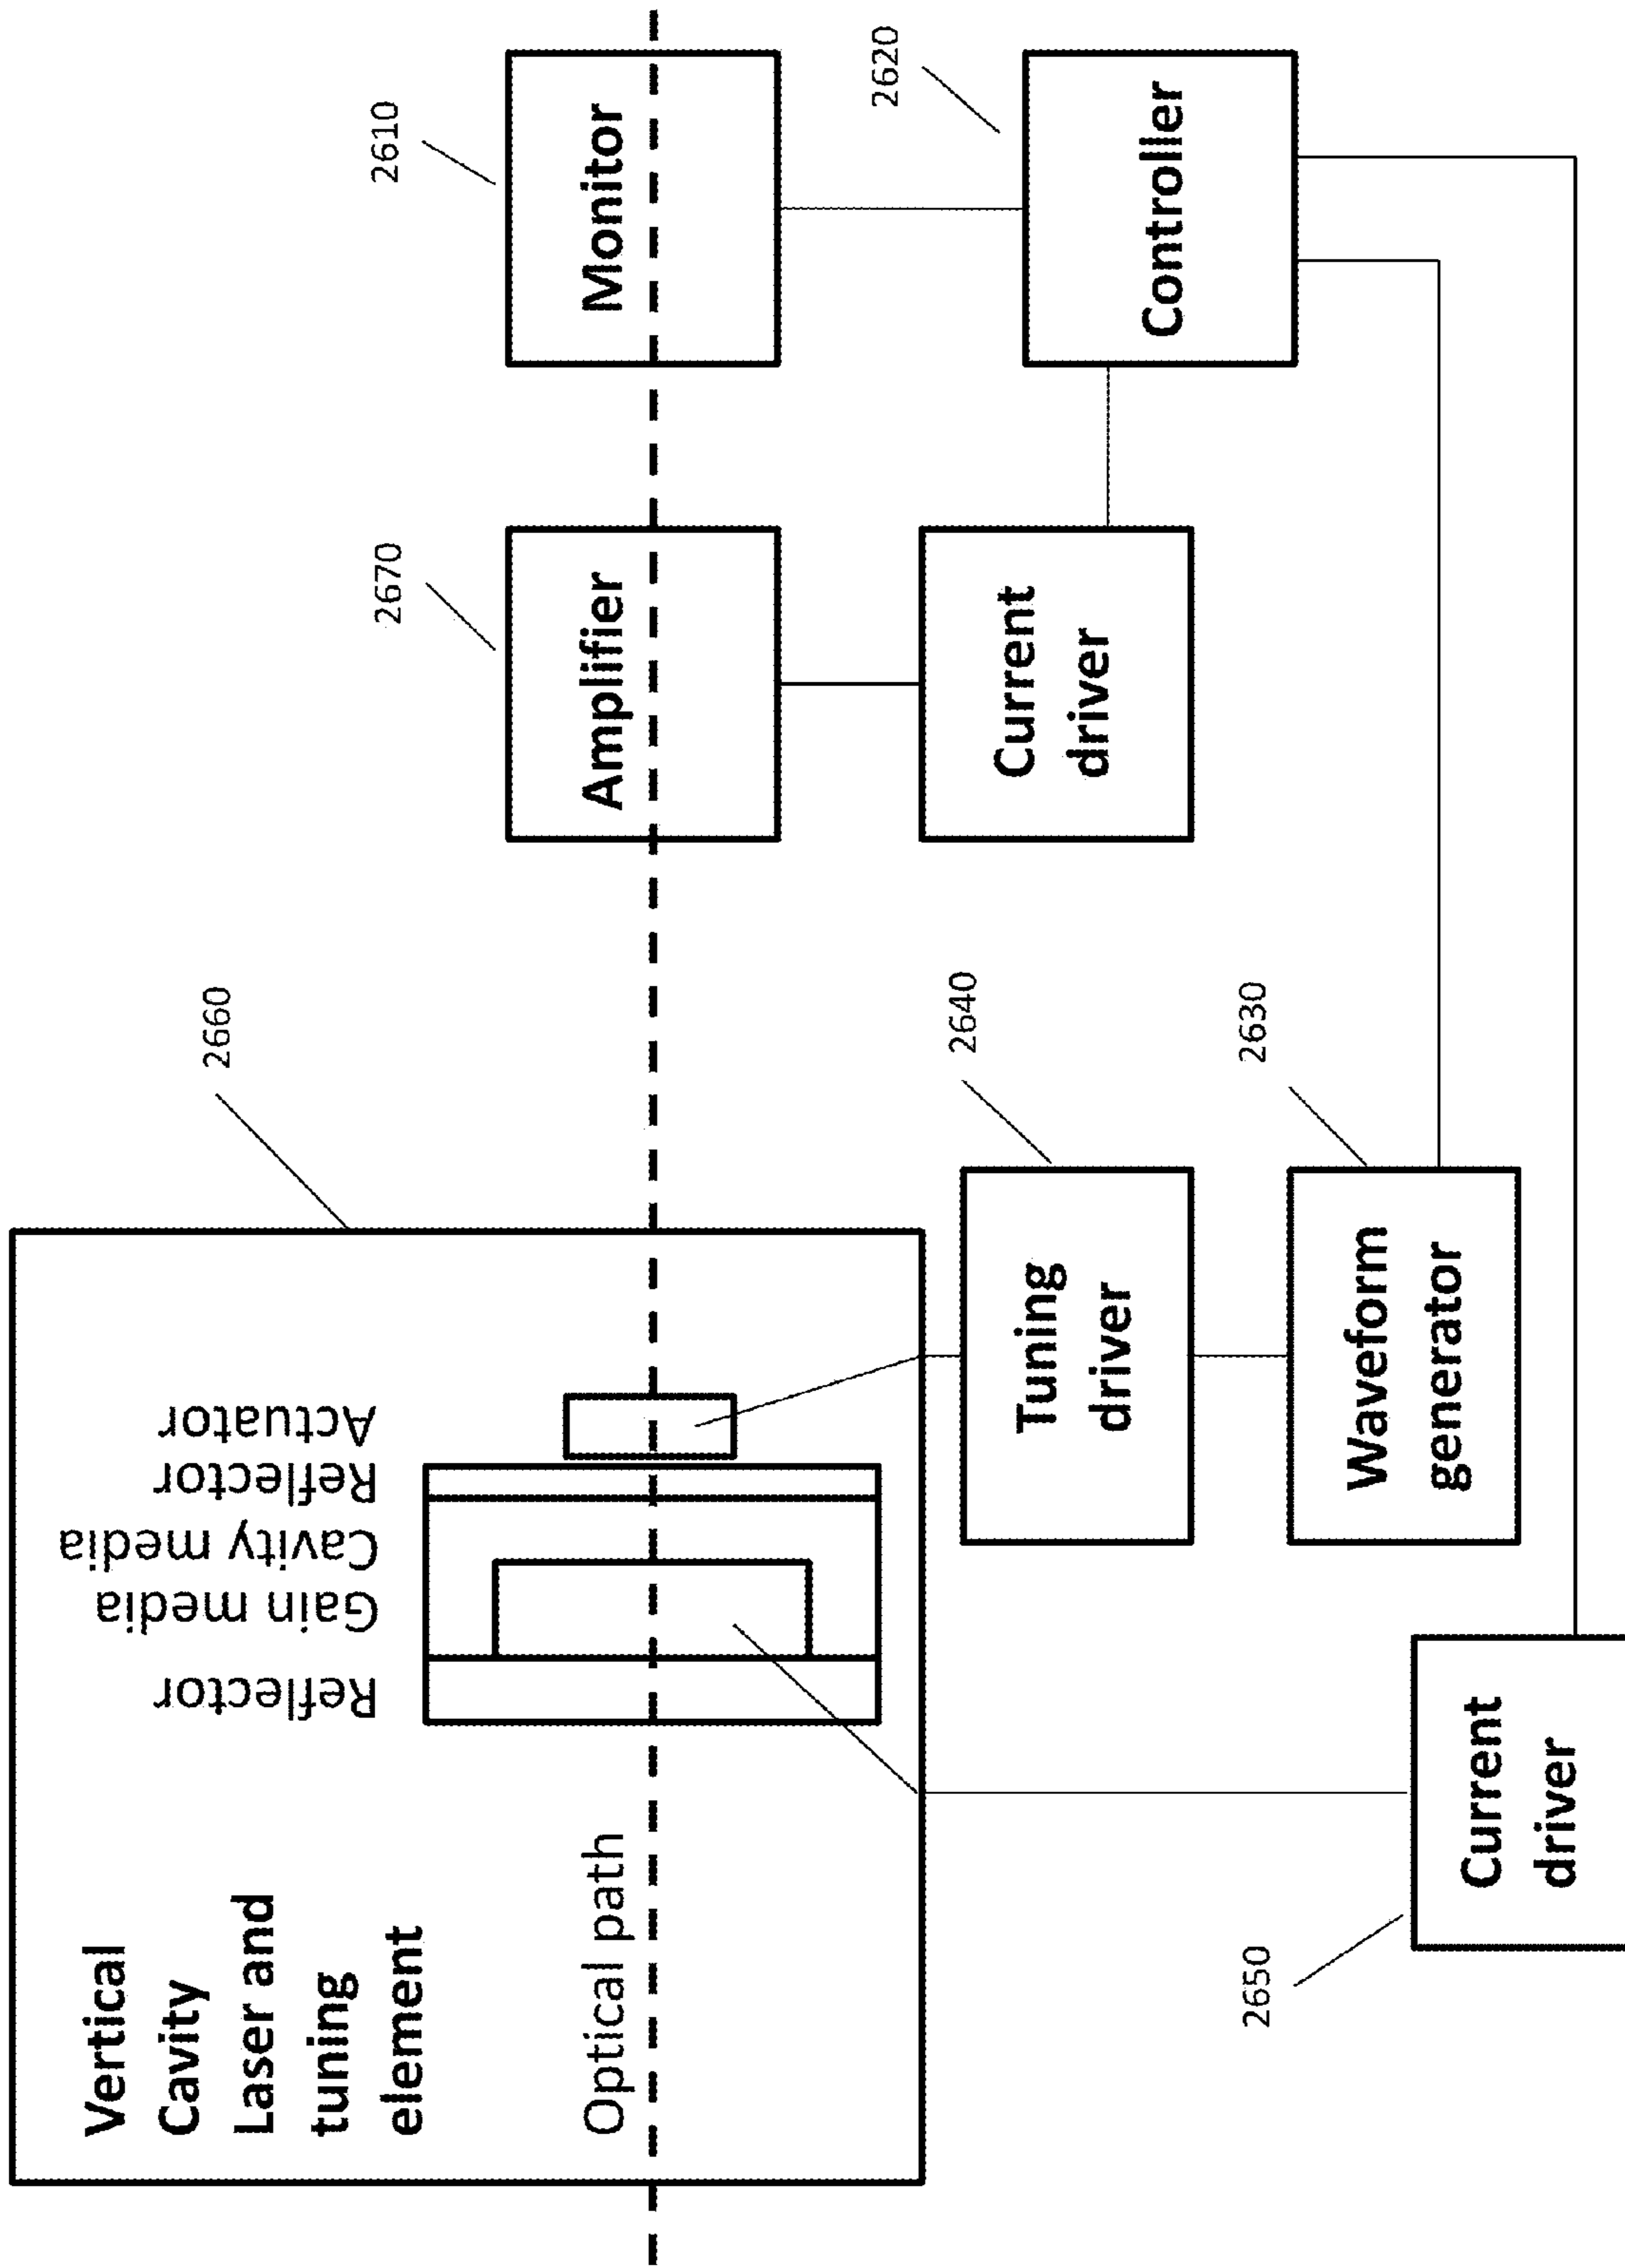 Vertical
Cavity
Laser and
tuning
element
Optical path
Reflector
Gain media
Cavity media
Reflector
Actuator
2660
2670
Amplifier
2610
Monitor
Current
driver
2620
Controller
2640
Tuning
driver
2630
Waveform
generator
2650
Current
driver